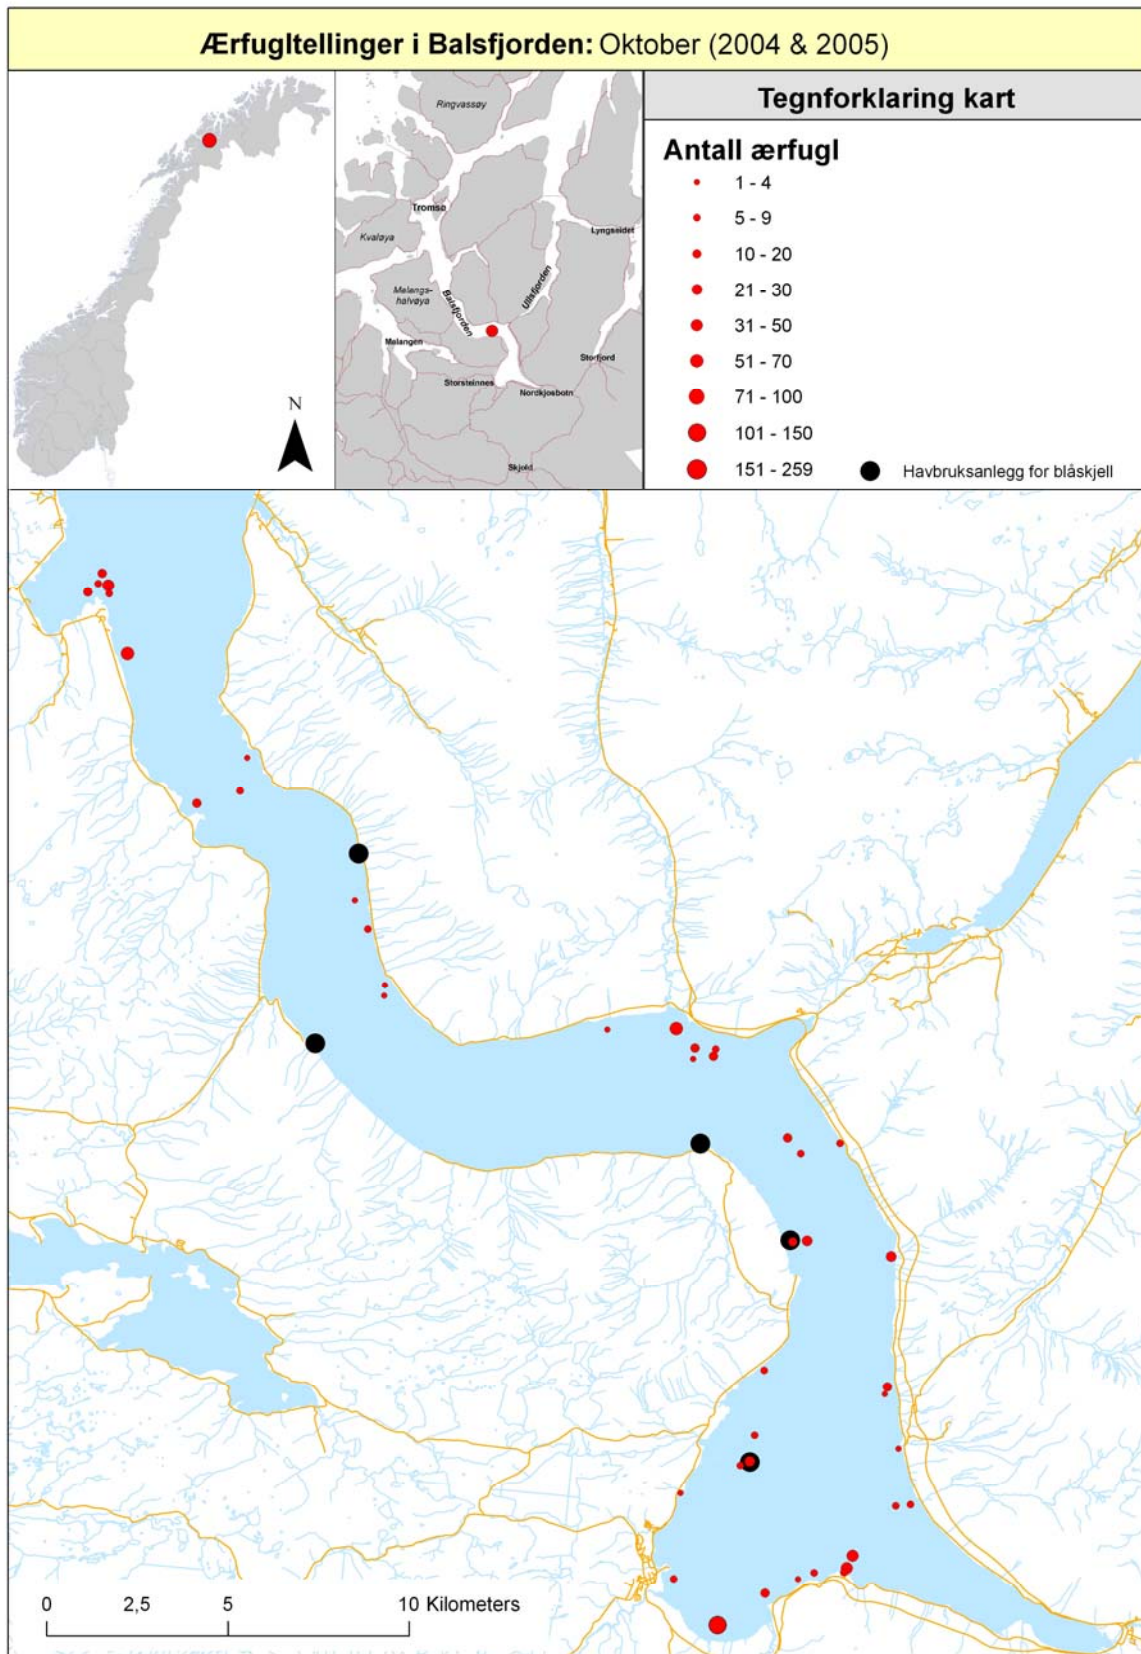 Ærfugltellinger i Balsfjorden: Oktober (2004 & 2005)
N
Ringvassøy
Tromsø
Kvaløya
Lyngseidet
Ullsfjorden
Malangs-
halvøya
Balsfjorden
Malangen
Storfjord
Storsteinnes
Nordkjosbotn
Skjold
Tegnforklaring kart
Antall ærfugl
1 - 4
5 - 9
10 - 20
21 - 30
31 - 50
51 - 70
71 - 100
101 - 150
151 - 259
Havbruksanlegg for blåskjell
0 2,5 5 10 Kilometers